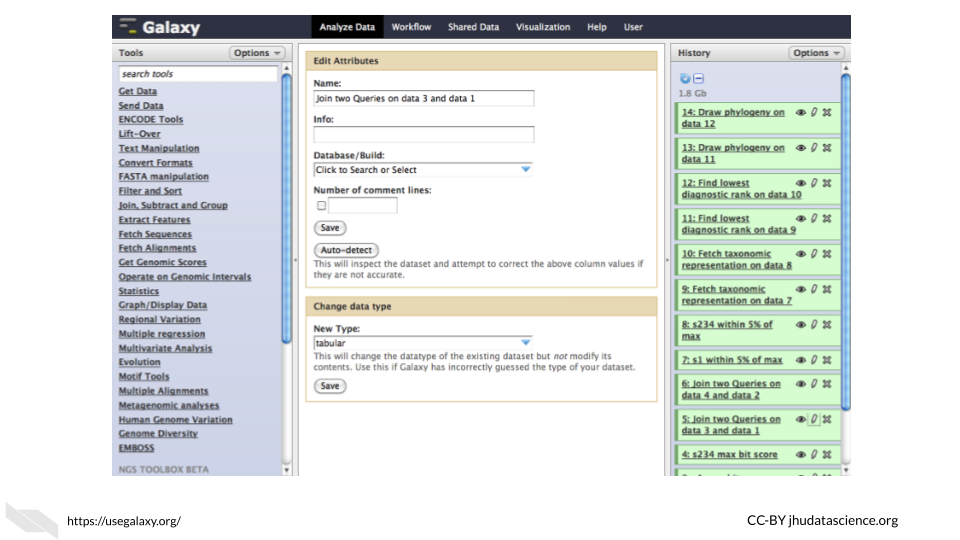 Galaxy
Analyze Data Workflow Shared Data Visualization Help User
Tools Options
search tools
Get Data
Send Data
ENCODE Tools
Lift-Over
Text Manipulation
Convert Formats
FASTA manipulation
Filter and Sort
Join, Subtract and Group
Extract Features
Fetch Sequences
Fetch Alignments
Get Genomic Scores
Operate on Genomic Intervals
Statistics
Graph/Display Data
Regional Variation
Multiple regression
Multivariate Analysis
Evolution
Motif Tools
Multiple Alignments
Metagenomic analyses
Human Genome Variation
Genome Diversity
EMBOSS
NGS TOOLBOX BETA
Edit Attributes
Name:
Join two Queries on data 3 and data 1
Info:
Database/Build:
Click to Search or Select
Number of comment lines:
Save
Auto-detect
This will inspect the dataset and attempt to correct the above column values if
they are not accurate.
Change data type
New Type:
tabular
This will change the datatype of the existing dataset but not modify its
contents. Use this if Galaxy has incorrectly guessed the type of your dataset.
Save
History Options
1.8 Gb
14: Draw phylogeny on
data 12
13: Draw phylogeny on
data 11
12: Find lowest
diagnostic rank on data 10
11: Find lowest
diagnostic rank on data 9
10: Fetch taxonomic
representation on data 8
9: Fetch taxonomic
representation on data 7
8: s234 within 5% of
max
7: s1 within 5% of max
6: Join two Queries on
data 4 and data 2
5: Join two Queries on
data 3 and data 1
4: s234 max bit score
https://usegalaxy.org/
CC-BY jhudatascience.org